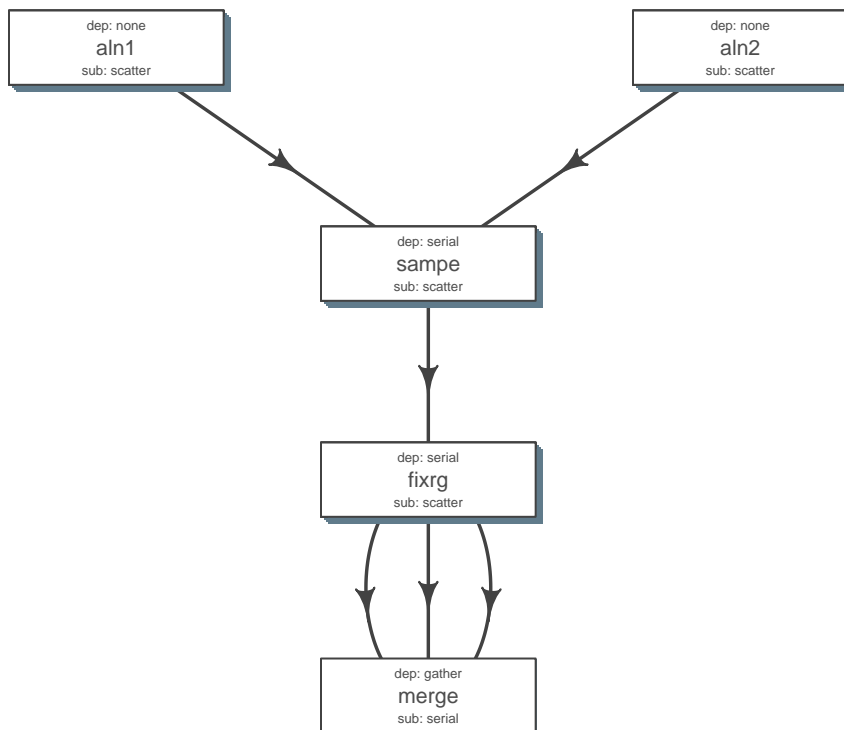 dep: none
aln1
sub: scatter
dep: none
aln2
sub: scatter
dep: serial
sampe
sub: scatter
dep: serial
fixrg
sub: scatter
dep: gather
merge
sub: serial